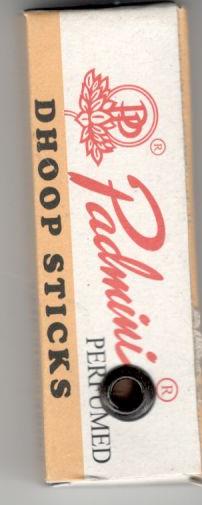 PP ®
Padmini ®
PERFUMED
DHOOP STICKS